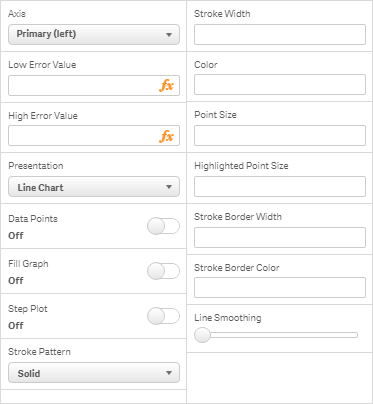 Axis
Primary (left)
Low Error Value
fx
High Error Value
fx
Presentation
Line Chart
Data Points
Off
Fill Graph
Off
Step Plot
Off
Stroke Pattern
Solid
Stroke Width
Color
Point Size
Highlighted Point Size
Stroke Border Width
Stroke Border Color
Line Smoothing